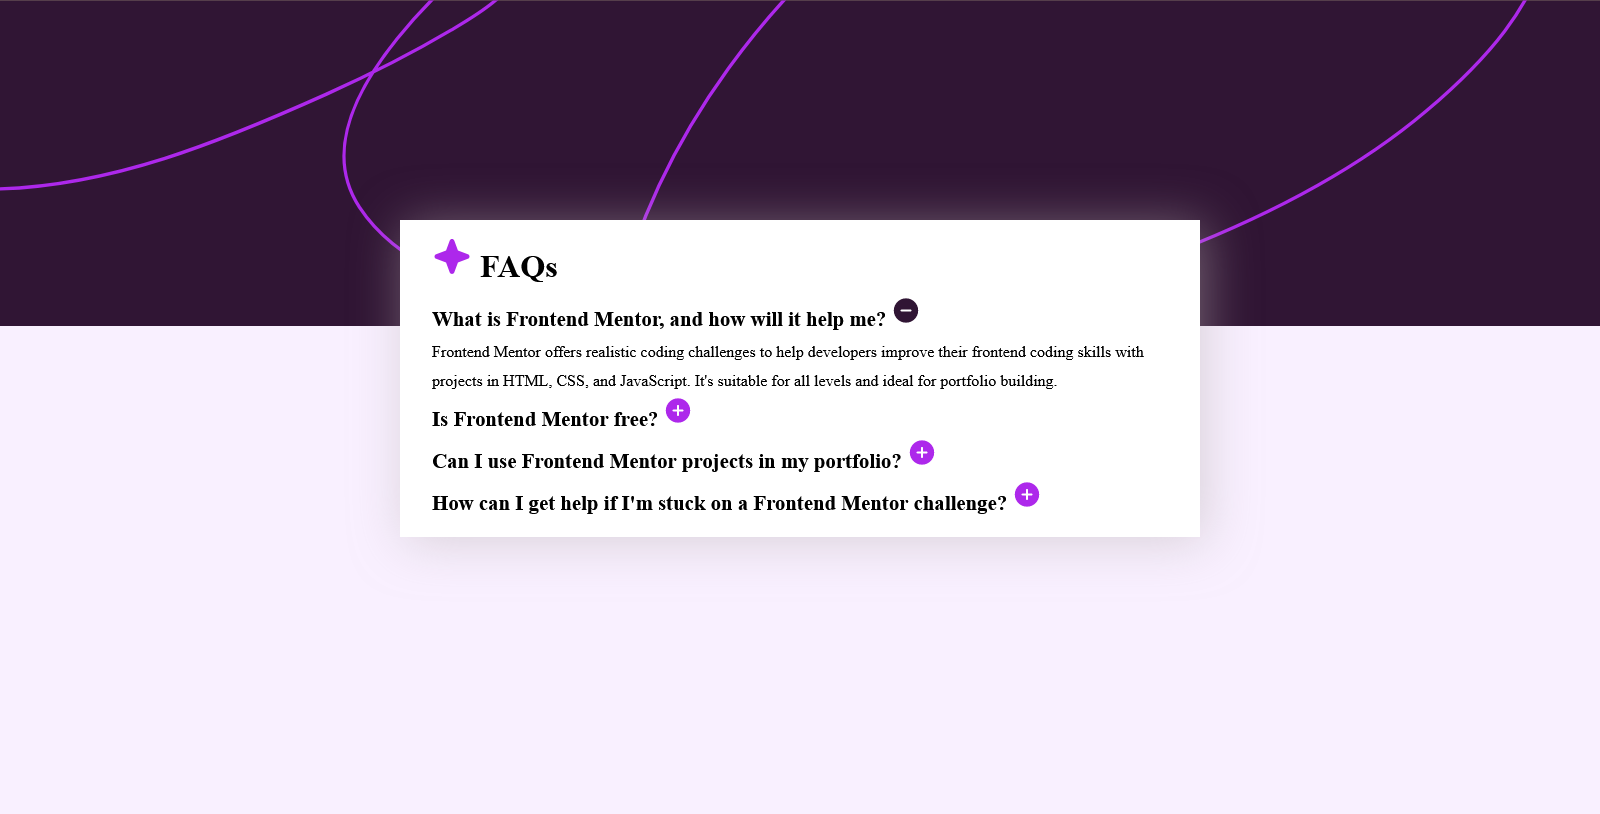 FAQs
What is Frontend Mentor, and how will it help me?
Frontend Mentor offers realistic coding challenges to help developers improve their frontend coding skills with
projects in HTML, CSS, and JavaScript. It's suitable for all levels and ideal for portfolio building.
Is Frontend Mentor free?
Can I use Frontend Mentor projects in my portfolio?
How can I get help if I'm stuck on a Frontend Mentor challenge?